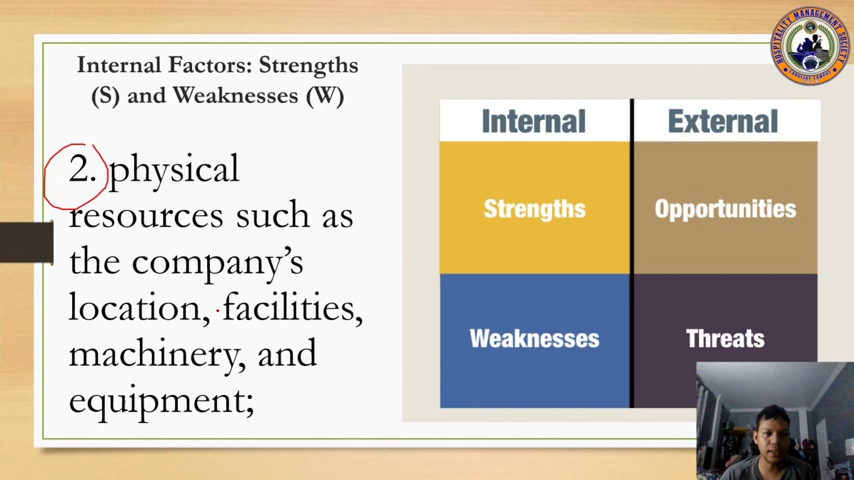 Internal Factors: Strengths
(S) and Weaknesses (W)
2. physical
resources such as
the company's
location, facilities,
machinery, and
equipment;
Internal
External
Strengths
Opportunities
Weaknesses
Threats
HOSPITALITY MANAGEMENT SOCIETY